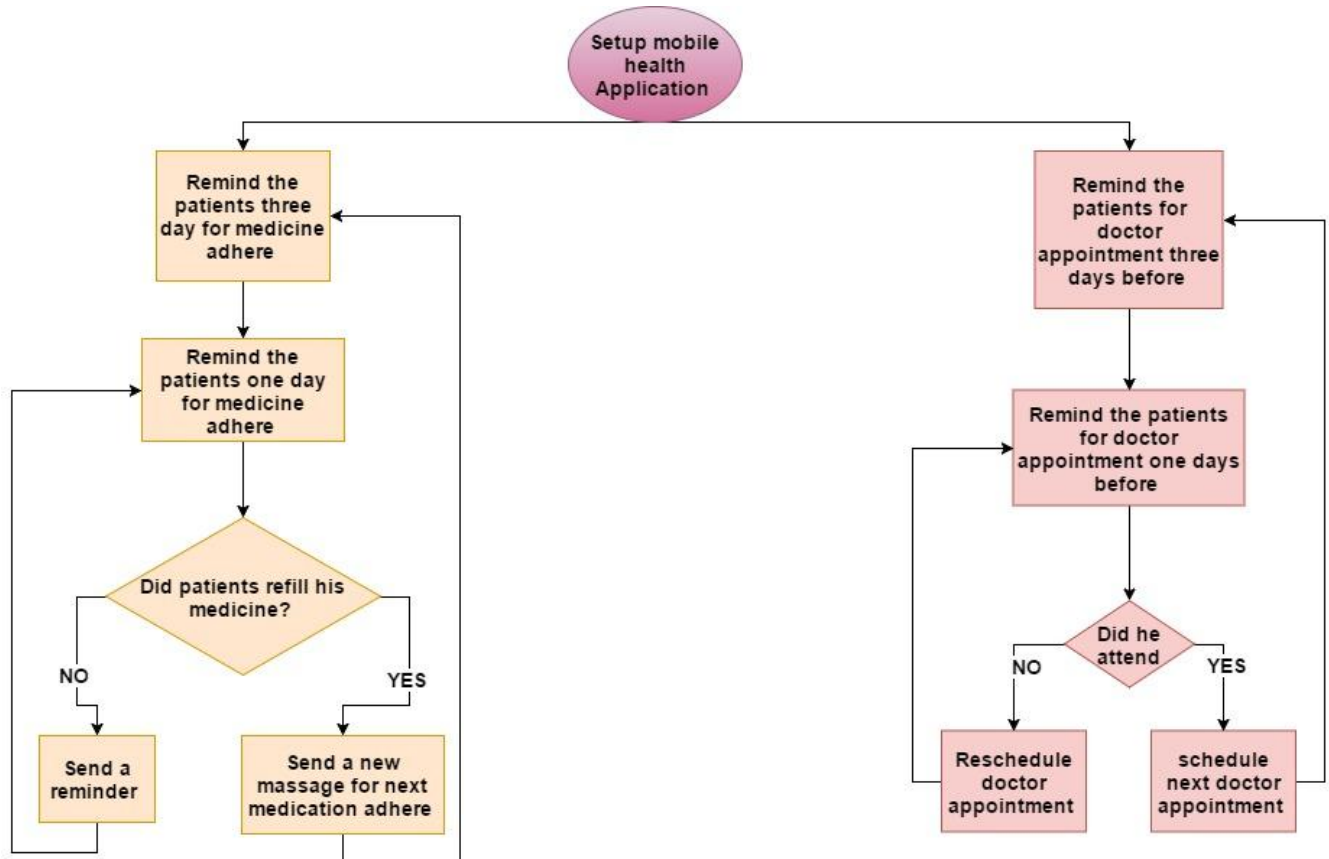 Setup mobile
health
Application
Remind the
patients three
day for medicine
adhere
Remind the
patients one day
for medicine
adhere
Did patients refill his
medicine?
NO
YES
Send a
reminder
Send a new
massage for next
medication adhere
Remind the
patients for
doctor
appointment three
days before
Remind the patients
for doctor
appointment one days
before
Did he
attend
NO
YES
Reschedule
doctor
appointment
schedule
next doctor
appointment